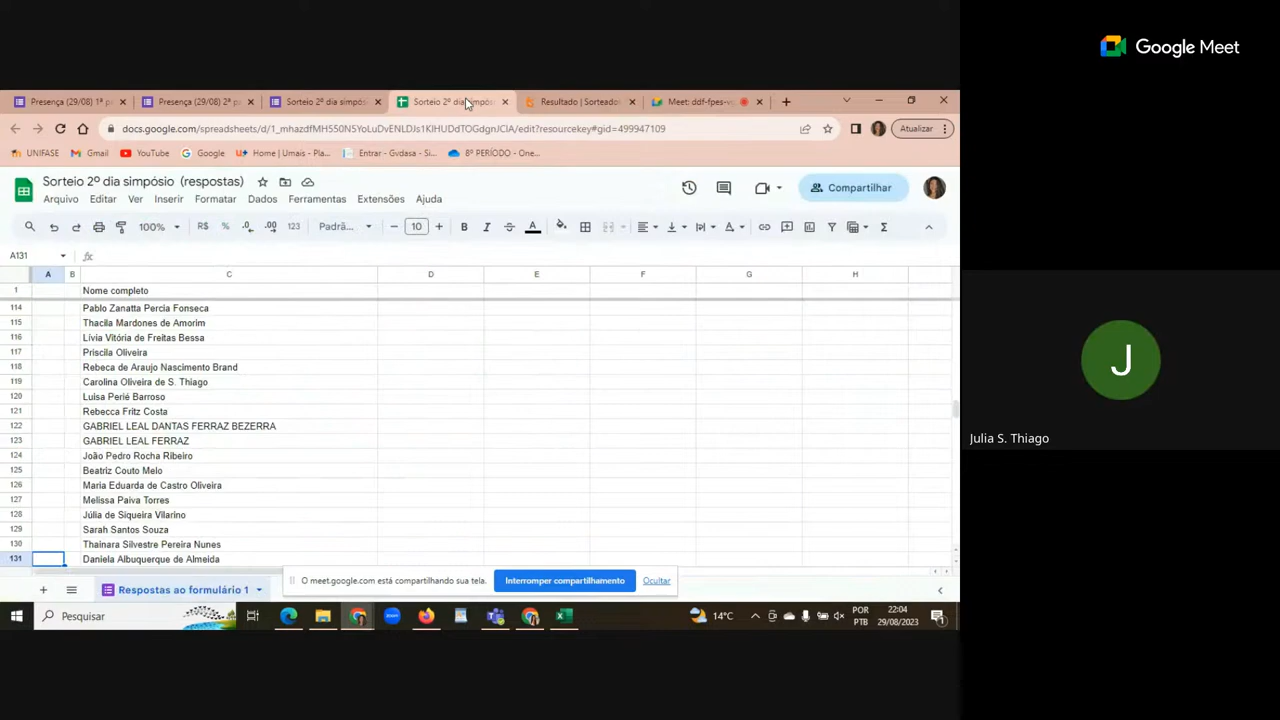 Google Meet
Presença (29/08) 1ª p
Presença (29/08) 2ª p
Sorteio 2º dia simpós
Sorteio 2º dia simpós
Resultado | Sorteado
Meet: ddf-fpes-v
docs.google.com/spreadsheets/d/1_mhazdfMH550N5YoLuDvENLDJs1KIHUDdTOGdgnJCIA/edit?resourcekey#gid=499947109
Atualizar
UNIFASE
Gmail
YouTube
Google
Home | Umais - Pla...
Entrar - Gvdasa - Si...
8º PERÍODO - One...
Sorteio 2º dia simpósio (respostas)
Arquivo Editar Ver Inserir Formatar Dados Ferramentas Extensões Ajuda
Compartilhar
100% R$ % .0 .00 123 Padrã... 10 B I A
A131 fx
A B C D E F G H
1 Nome completo
114 Pablo Zanatta Percia Fonseca
115 Thacila Mardones de Amorim
116 Lívia Vitória de Freitas Bessa
117 Priscila Oliveira
118 Rebeca de Araujo Nascimento Brand
119 Carolina Oliveira de S. Thiago
120 Luisa Perié Barroso
121 Rebecca Fritz Costa
122 GABRIEL LEAL DANTAS FERRAZ BEZERRA
123 GABRIEL LEAL FERRAZ
124 João Pedro Rocha Ribeiro
125 Beatriz Couto Melo
126 Maria Eduarda de Castro Oliveira
127 Melissa Paiva Torres
128 Júlia de Siqueira Vilarino
129 Sarah Santos Souza
130 Thainara Silvestre Pereira Nunes
131 Daniela Albuquerque de Almeida
O meet.google.com está compartilhando sua tela.
Interromper compartilhamento
Ocultar
Respostas ao formulário 1
Pesquisar
zoom
14°C
POR
PTB
22:04
29/08/2023
1
J
Julia S. Thiago